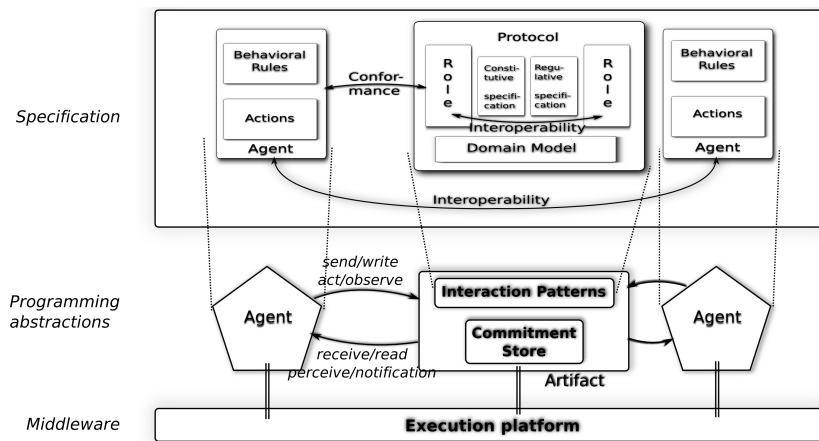 Specification
Behavioral
Rules
Actions
Agent
Confor-
mance
Protocol
R
o
l
e
Consti-
tutive
specifi-
cation
Regu-
lative
specifi-
cation
R
o
l
e
Interoperability
Domain Model
Behavioral
Rules
Actions
Agent
Interoperability
Programming
abstractions
Agent
send/write
act/observe
receive/read
perceive/notification
Interaction Patterns
Commitment
Store
Artifact
Agent
Middleware
Execution platform